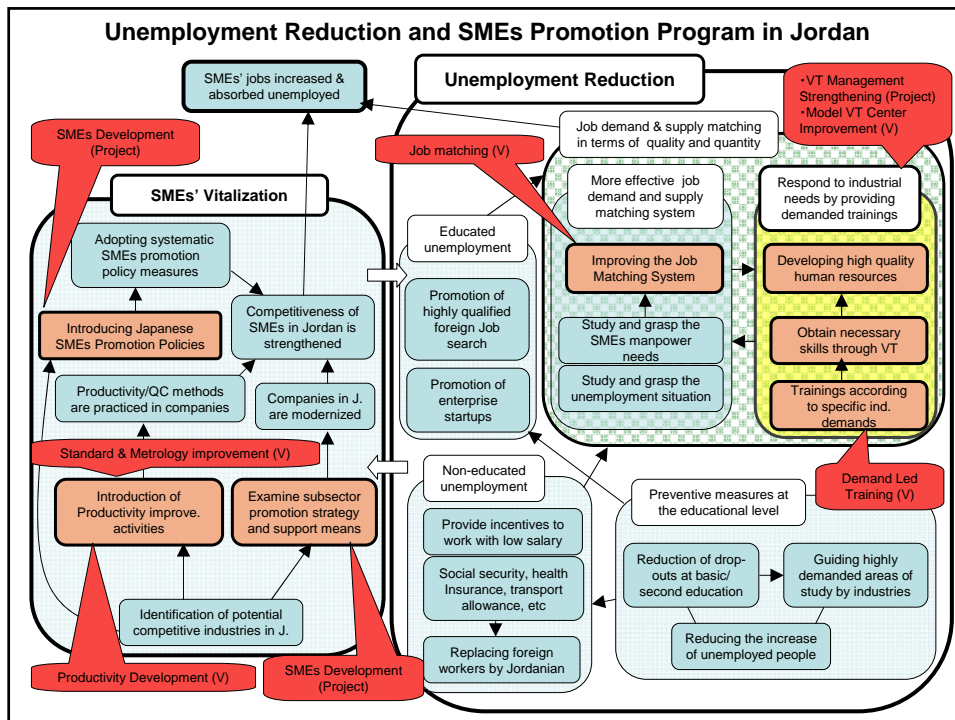 Unemployment Reduction and SMEs Promotion Program in Jordan
SMEs' jobs increased &
absorbed unemployed
Unemployment Reduction
・VT Management
Strengthening (Project)
・Model VT Center
Improvement (V)
SMEs Development
(Project)
Job matching (V)
Job demand & supply matching
in terms of quality and quantity
SMEs' Vitalization
More effective job
demand and supply
matching system
Respond to industrial
needs by providing
demanded trainings
Adopting systematic
SMEs promotion
policy measures
Educated
unemployment
Improving the Job
Matching System
Developing high quality
human resources
Introducing Japanese
SMEs Promotion Policies
Competitiveness of
SMEs in Jordan is
strengthened
Promotion of
highly qualified
foreign Job
search
Study and grasp the
SMEs manpower
needs
Obtain necessary
skills through VT
Productivity/QC methods
are practiced in companies
Companies in J.
are modernized
Promotion of
enterprise
startups
Study and grasp the
unemployment situation
Trainings according
to specific ind.
demands
Standard & Metrology improvement (V)
Non-educated
unemployment
Preventive measures at
the educational level
Demand Led
Training (V)
Introduction of
Productivity improve.
activities
Examine subsector
promotion strategy
and support means
Provide incentives to
work with low salary
Reduction of drop-
outs at basic/
second education
Guiding highly
demanded areas of
study by industries
Social security, health
Insurance, transport
allowance, etc
Identification of potential
competitive industries in J.
Replacing foreign
workers by Jordanian
Reducing the increase
of unemployed people
Productivity Development (V)
SMEs Development
(Project)